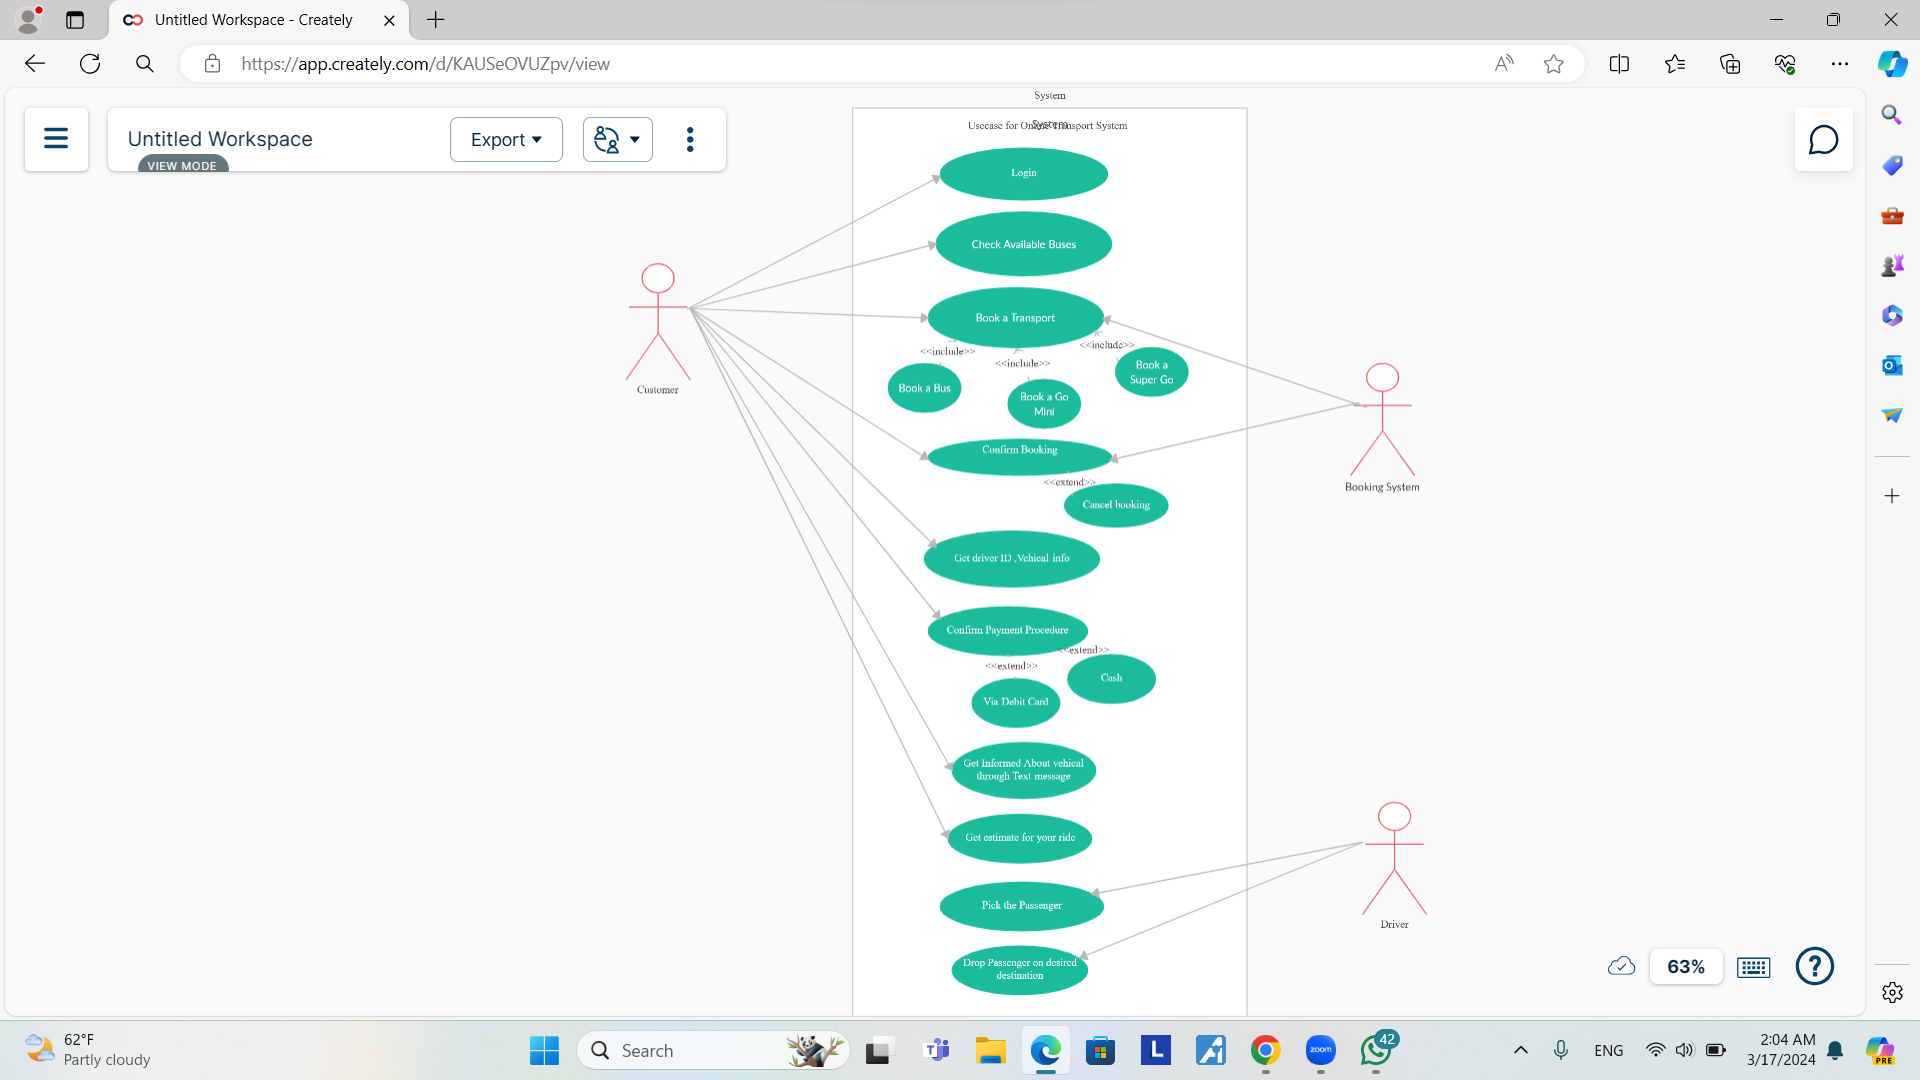 Untitled Workspace - Creately
https://app.creately.com/d/KAUSeOVUZpv/view
System
Untitled Workspace
Export
VIEW MODE
Usecase for Online Transport System
System
Login
Check Available Buses
Book a Transport
<<include>>
<<include>>
<<include>>
Book a
Super Go
Book a Bus
Book a Go
Mini
Customer
Confirm Booking
<<extend>>
Cancel booking
Booking System
Get driver ID ,Vehical info
Confirm Payment Procedure
<<extend>>
<<extend>>
Cash
Via Debit Card
Get Informed About vehical
through Text message
Get estimate for your ride
Pick the Passenger
Driver
Drop Passenger on desired
destination
63%
62°F
Partly cloudy
Search
zoom
42
ENG
2:04 AM
3/17/2024
PRE